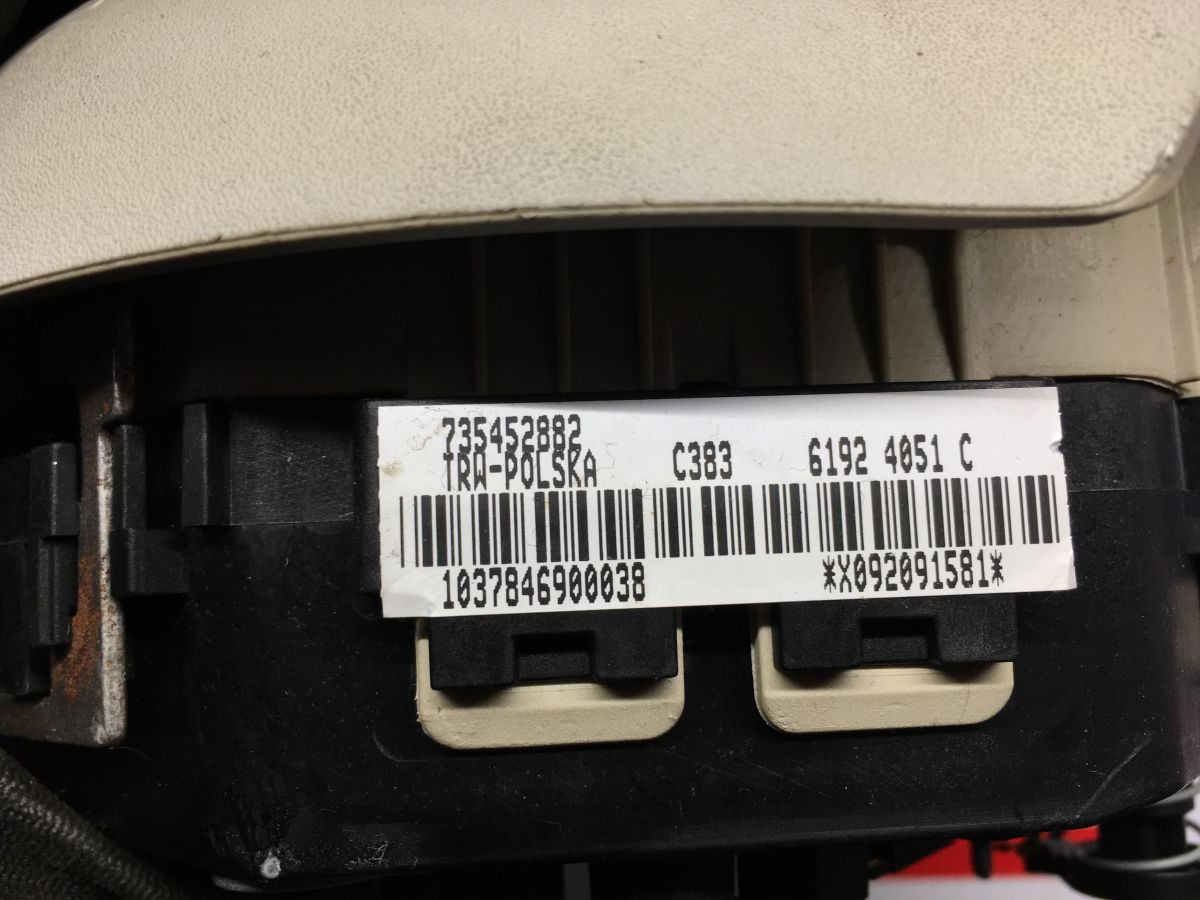 735452882
TRW-POLSKA C383 6192 4051 C
1037846900038 *X092091581*